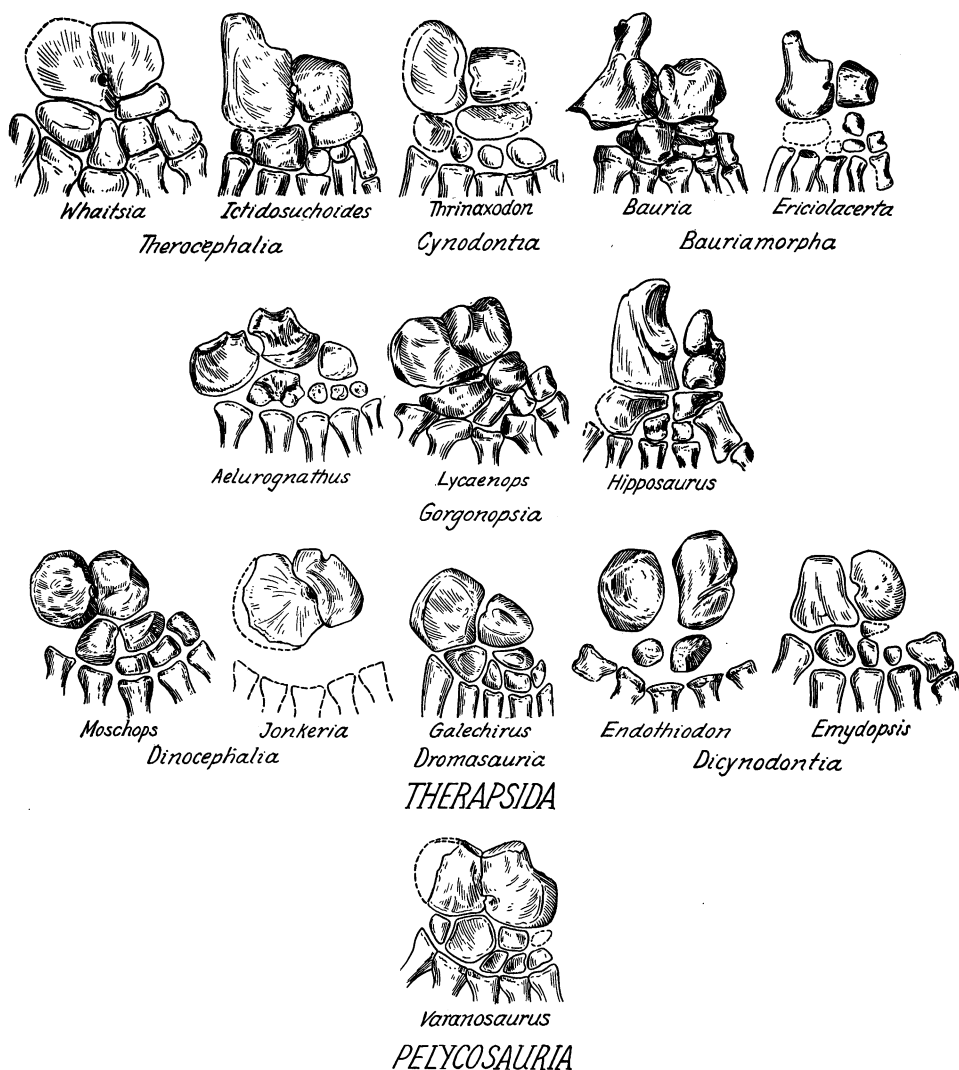 Whaitsia Ictidosuchoides Thrinaxodon Bauria Ericiolacerta
Therocephalia Cynodontia Bauriamorpha
Aelurognathus Lycaenops Hipposaurus
Gorgonopsia
Moschops Jonkeria Galechirus Endothiodon Emydopsis
Dinocephalia Dromasauria Dicynodontia
THERAPSIDA
Varanosaurus
PELYCOSAURIA